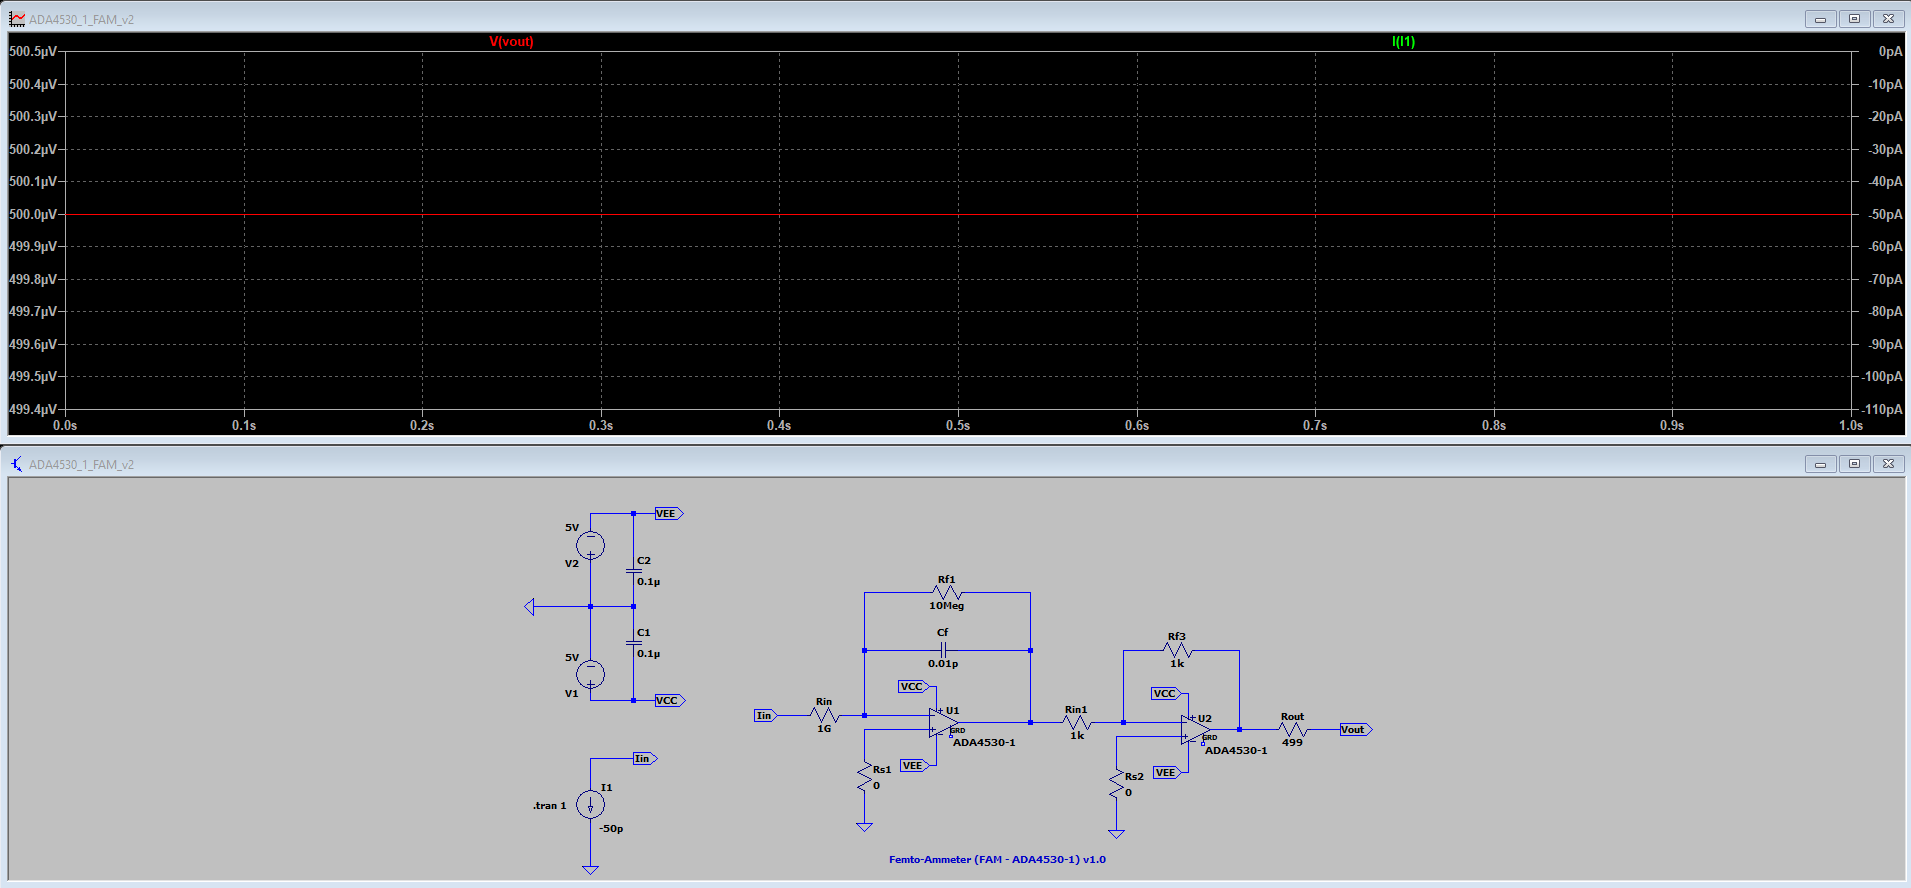 ADA4530_1_FAM_v2
V(vout) I(I1)
500.5µV 0pA
500.4µV -10pA
500.3µV -20pA
500.2µV -30pA
500.1µV -40pA
500.0µV -50pA
499.9µV -60pA
499.8µV -70pA
499.7µV -80pA
499.6µV -90pA
499.5µV -100pA
499.4µV -110pA
0.0s 0.1s 0.2s 0.3s 0.4s 0.5s 0.6s 0.7s 0.8s 0.9s 1.0s
ADA4530_1_FAM_v2
VEE
5V
V2
C2
0.1µ
C1
0.1µ
5V
V1
VCC
Iin
I1
.tran 1
-50p
Rf1
10Meg
Cf
0.01p
VCC
Iin
Rin
1G
U1
GRD
ADA4530-1
VEE
Rs1
0
Rin1
1k
Rf3
1k
VCC
U2
GRD
ADA4530-1
VEE
Rs2
0
Rout
499
Vout
Femto-Ammeter (FAM - ADA4530-1) v1.0